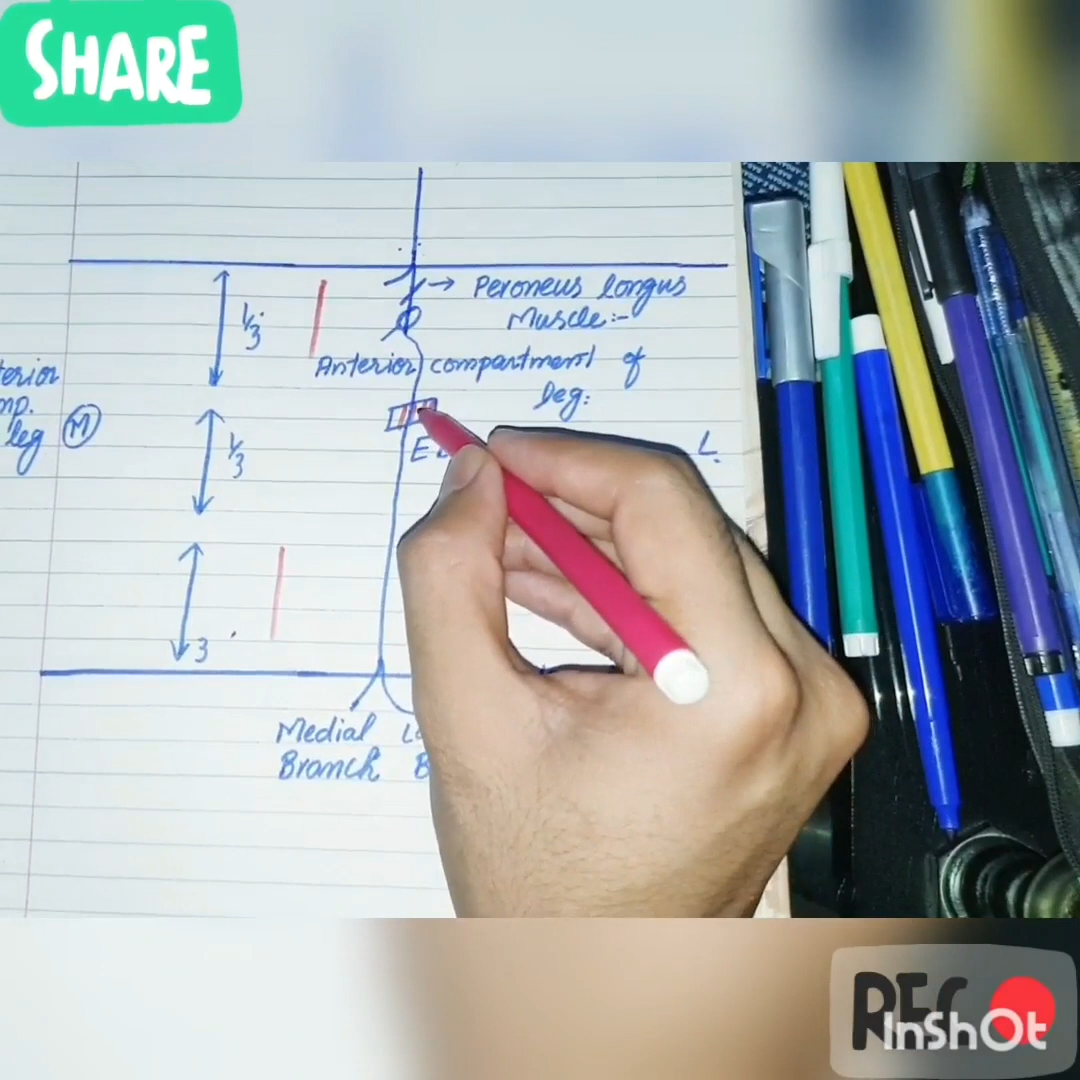 SHARE
→ Peroneus longus
Muscle:-
1/3
Anterior compartment of
Leg:
terior
mp.
leg (M)
1/3
E L.
3
Medial
Branch B
REC
InShOt